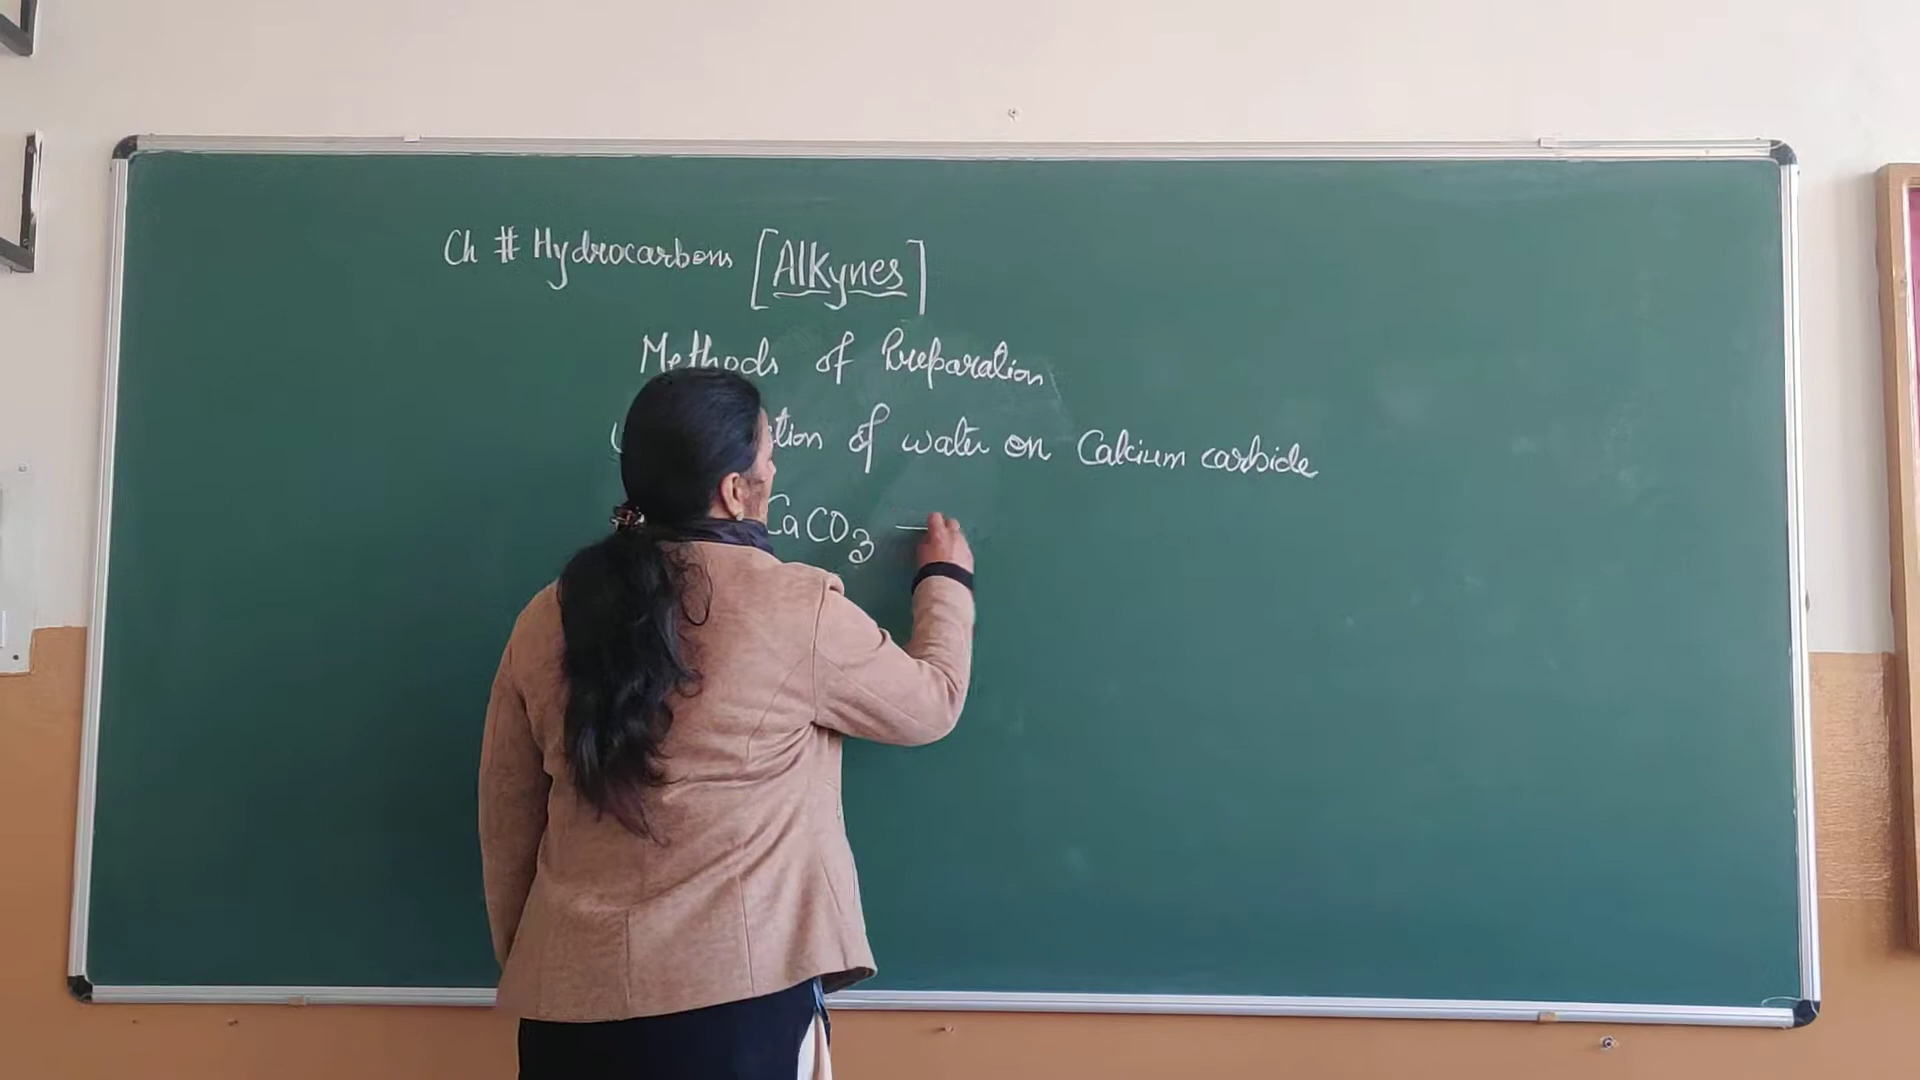 Ch # Hydrocarbons [Alkynes]
Methods of Preparation
of water on Calcium carbide
CaCO₃ —